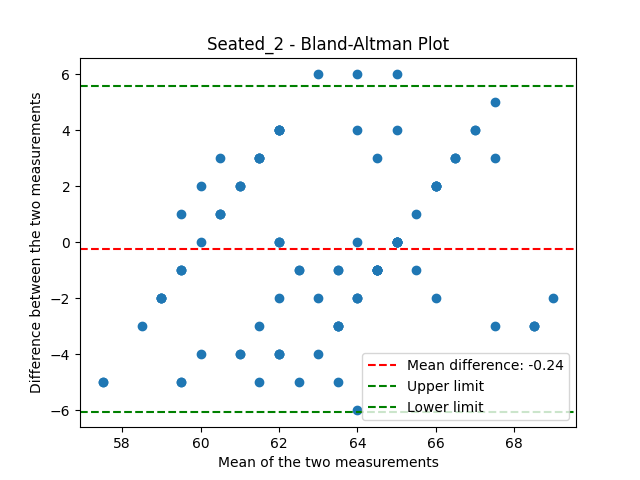 Seated_2 - Bland-Altman Plot
Difference between the two measurements
6
4
2
0
−2
−4
−6
Mean difference: -0.24
Upper limit
Lower limit
58 60 62 64 66 68
Mean of the two measurements